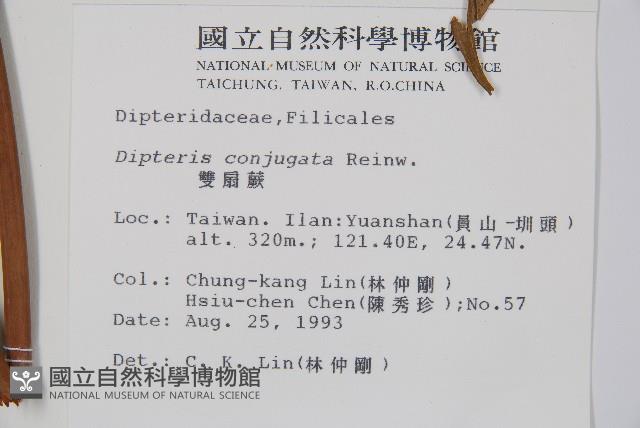 國立自然科學博物館
NATIONAL MUSEUM OF NATURAL SCIENCE
TAICHUNG, TAIWAN, R.O.CHINA
Dipteridaceae,Filicales
Dipteris conjugata Reinw.
雙扇蕨
Loc.: Taiwan. Ilan:Yuanshan(員山-圳頭)
alt. 320m.; 121.40E, 24.47N.
Col.: Chung-kang Lin(林仲剛)
Hsiu-chen Chen(陳秀珍);No.57
Date: Aug. 25, 1993
Det.: C. K. Lin(林仲剛)
國立自然科學博物館
NATIONAL MUSEUM OF NATURAL SCIENCE